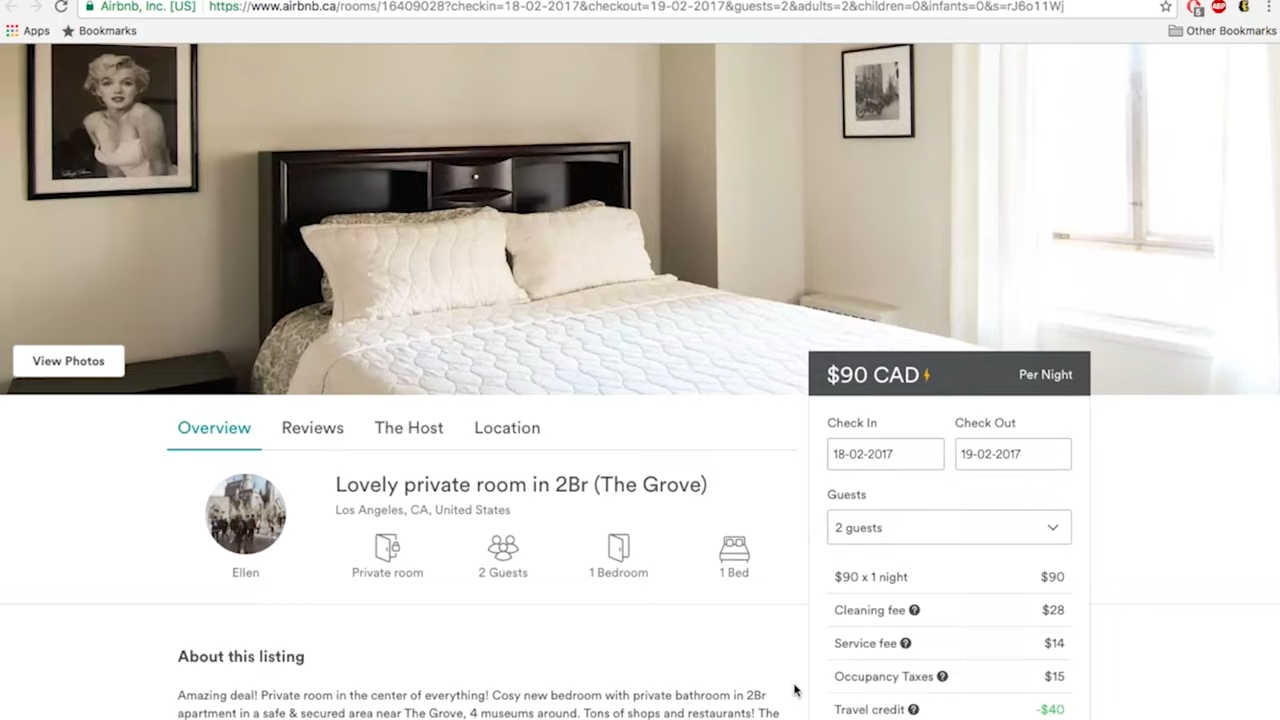 Airbnb, Inc. [US]
https://www.airbnb.ca/rooms/16409028?checkin=18-02-2017&checkout=19-02-2017&guests=2&adults=2&children=0&infants=0&s=rJ6o11Wj
ABP
Apps
Bookmarks
Other Bookmarks
View Photos
$90 CAD
Per Night
Overview
Reviews
The Host
Location
Check In
Check Out
18-02-2017
19-02-2017
Lovely private room in 2Br (The Grove)
Los Angeles, CA, United States
Guests
2 guests
Ellen
Private room
2 Guests
1 Bedroom
1 Bed
$90 x 1 night
$90
Cleaning fee ?
$28
Service fee ?
$14
Occupancy Taxes ?
$15
Travel credit ?
-$40
About this listing
Amazing deal! Private room in the center of everything! Cosy new bedroom with private bathroom in 2Br
apartment in a safe & secured area near The Grove, 4 museums around. Tons of shops and restaurants! The